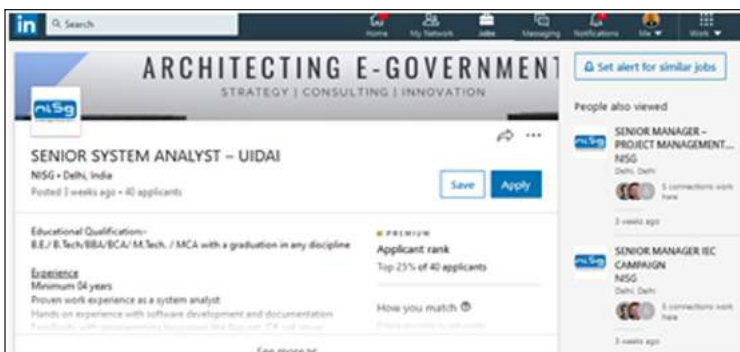 in
Search
Home
My Network
Jobs
Messaging
Notifications
Me
Work
ARCHITECTING E-GOVERNMENT
STRATEGY | CONSULTING | INNOVATION
niSg
SENIOR SYSTEM ANALYST – UIDAI
NISG • Delhi, India
Posted 3 weeks ago • 40 applicants
Save
Apply
Educational Qualification:-
B.E./ B.Tech/BBA/BCA/ M.Tech. / MCA with a graduation in any discipline
Experience
Minimum 04 years
Proven work experience as a system analyst
Hands on experience with software development and documentation
See more
PREMIUM
Applicant rank
Top 25% of 40 applicants
How you match
Set alert for similar jobs
People also viewed
niSg
SENIOR MANAGER –
PROJECT MANAGEMENT...
NISG
Delhi, Delhi
5 connections work
here
3 weeks ago
niSg
SENIOR MANAGER IEC
CAMPAIGN
NISG
Delhi, Delhi
5 connections work
here
3 weeks ago